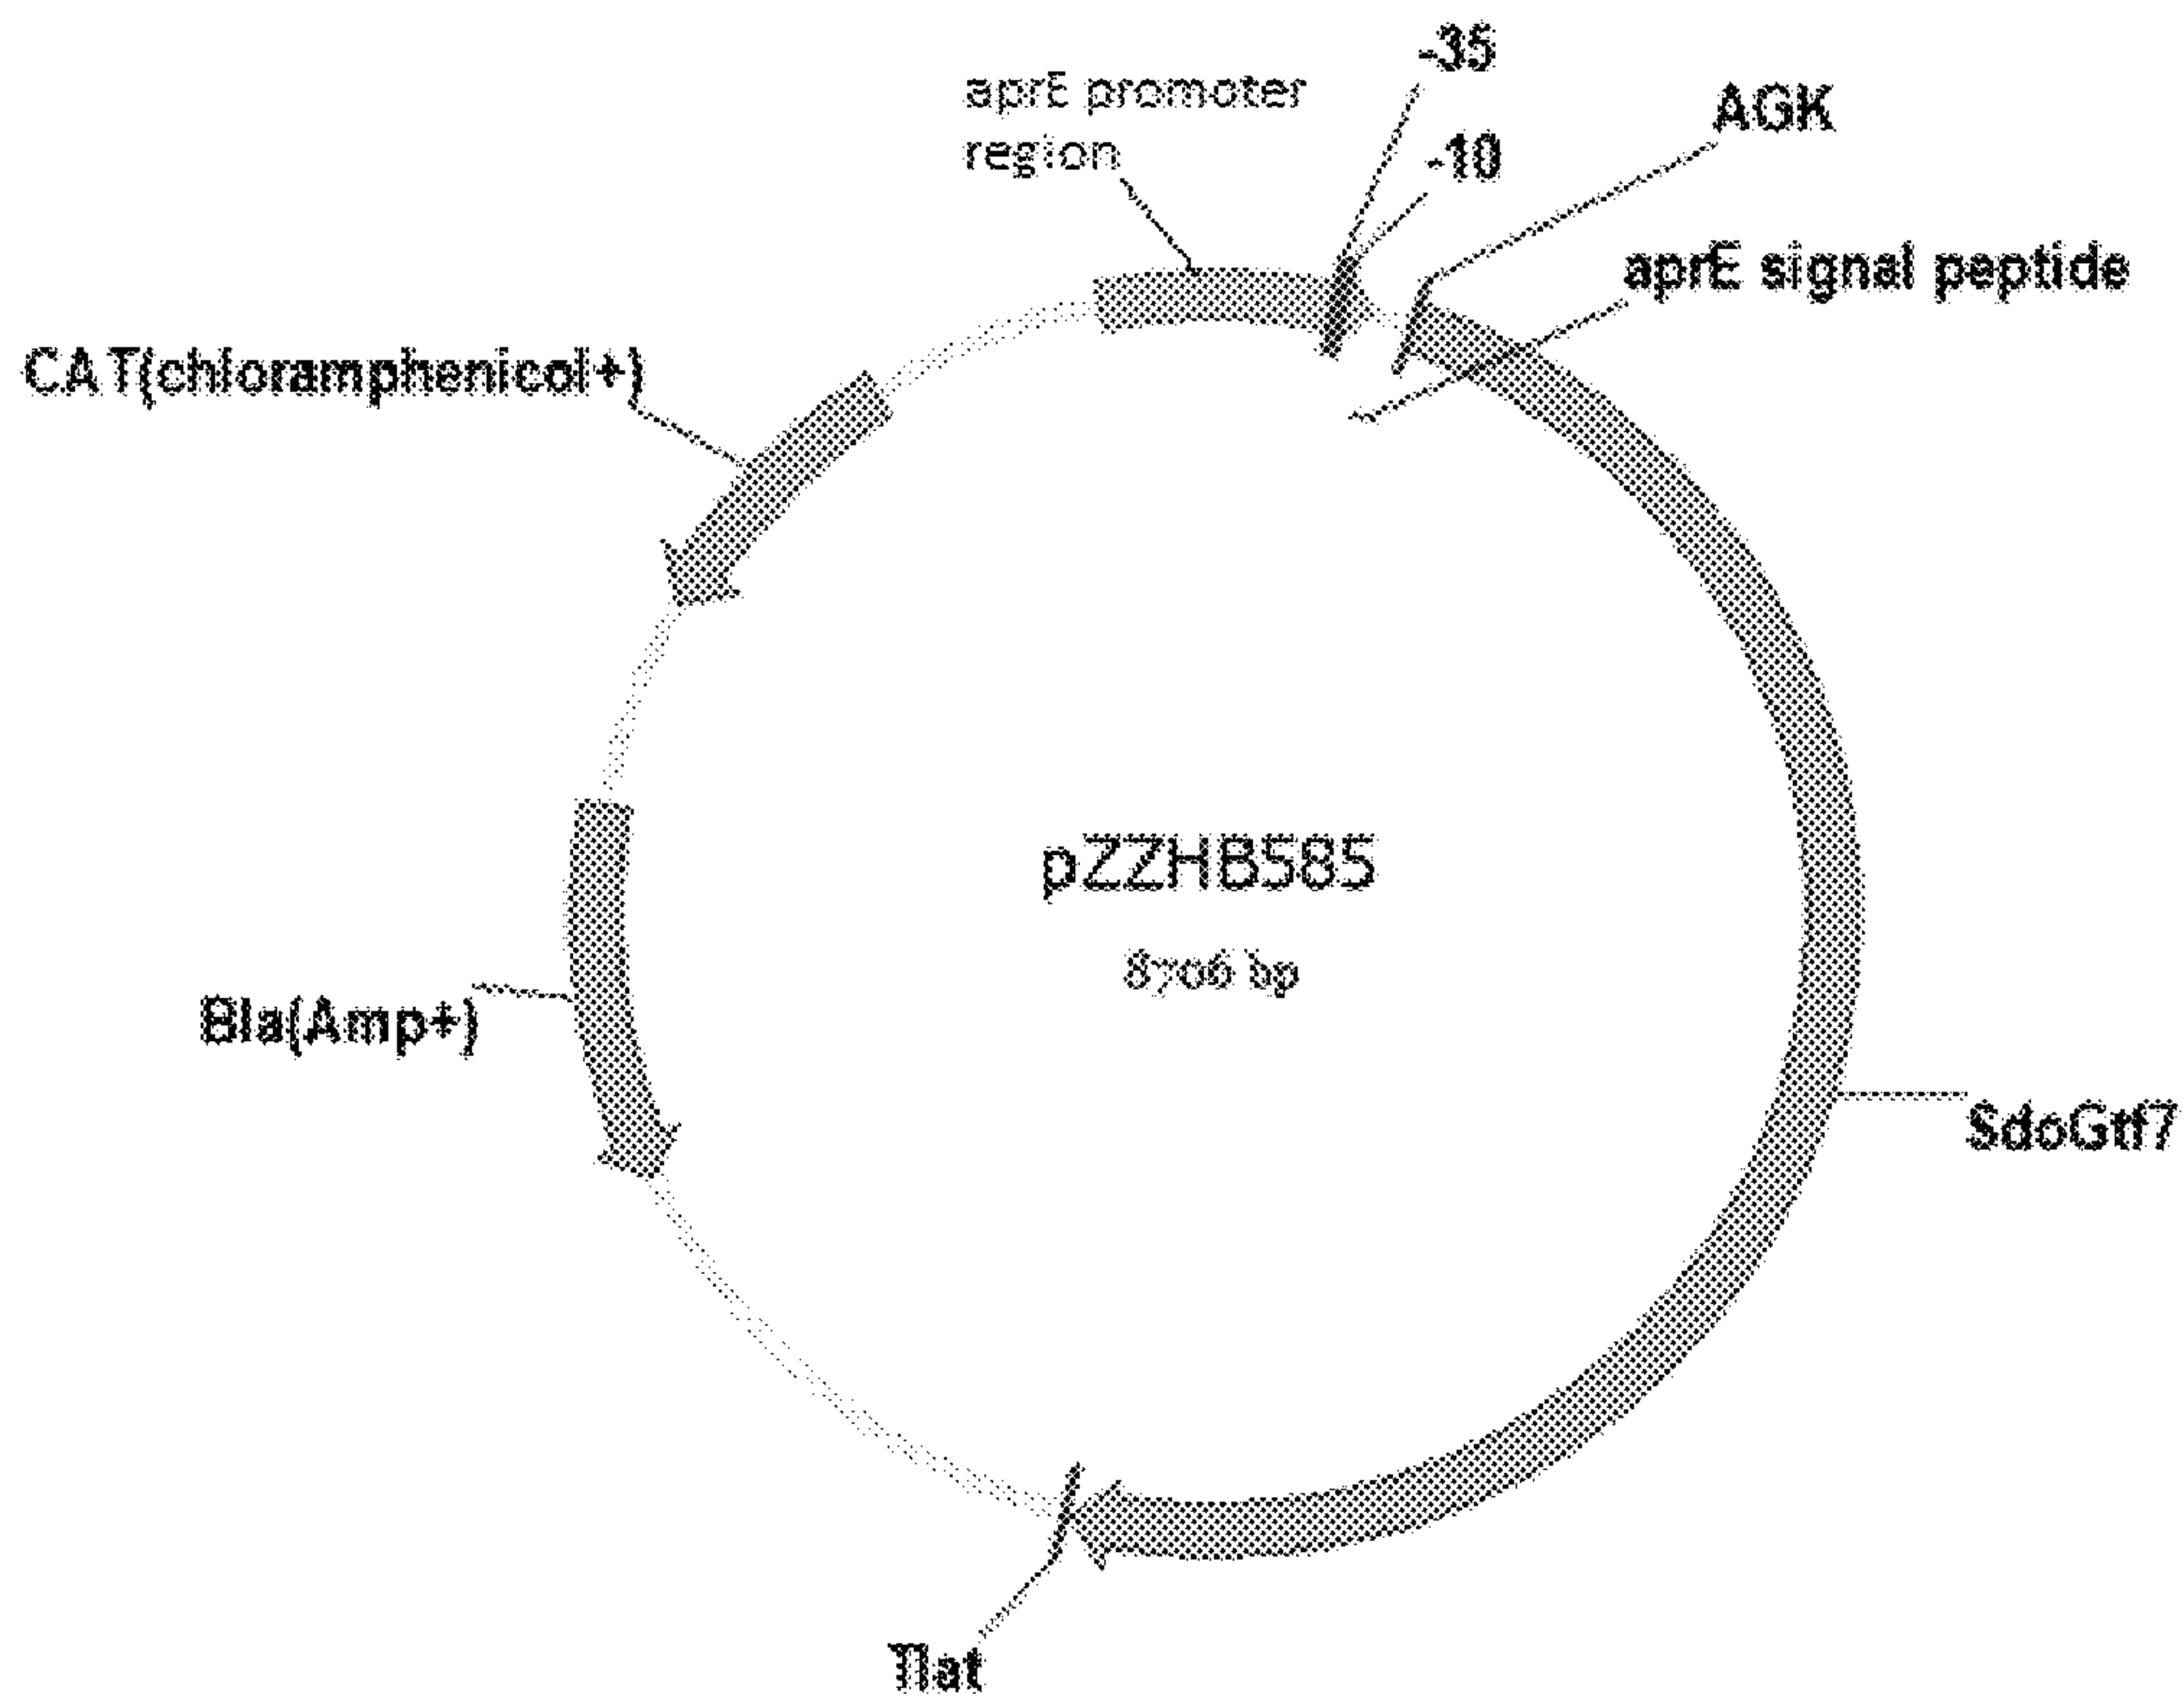 -35
aprE promoter
region
-10
AGK
aprE signal peptide
CAT(chloramphenicol+)
pZZHB585
8706 bp
Bla(Amp+)
SdoGtf7
Tlat